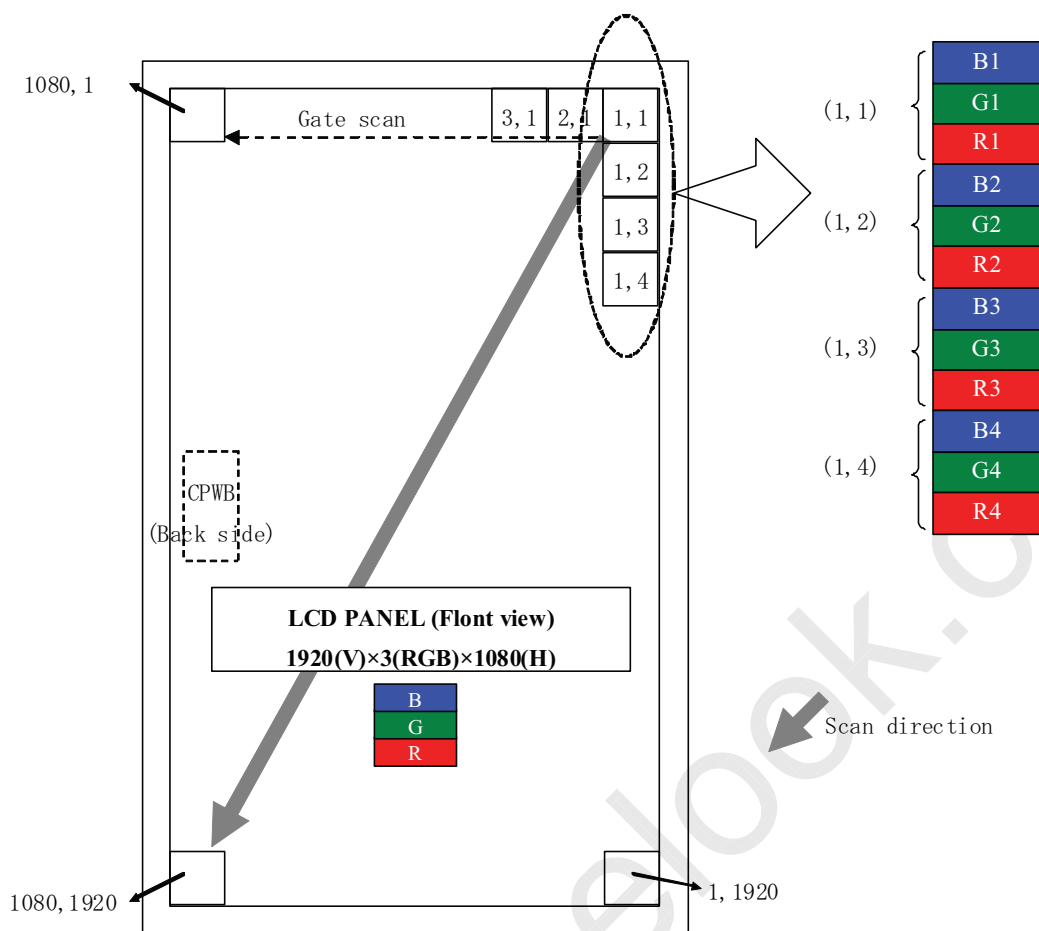 1080,1
Gate scan
3,1 2,1 1,1
1,2
1,3
1,4
(1,1)
B1
G1
R1
(1,2)
B2
G2
R2
(1,3)
B3
G3
R3
(1,4)
B4
G4
R4
CPWB
(Back side)
LCD PANEL (Flont view)
1920(V)×3(RGB)×1080(H)
B
G
R
Scan direction
1080,1920
1,1920